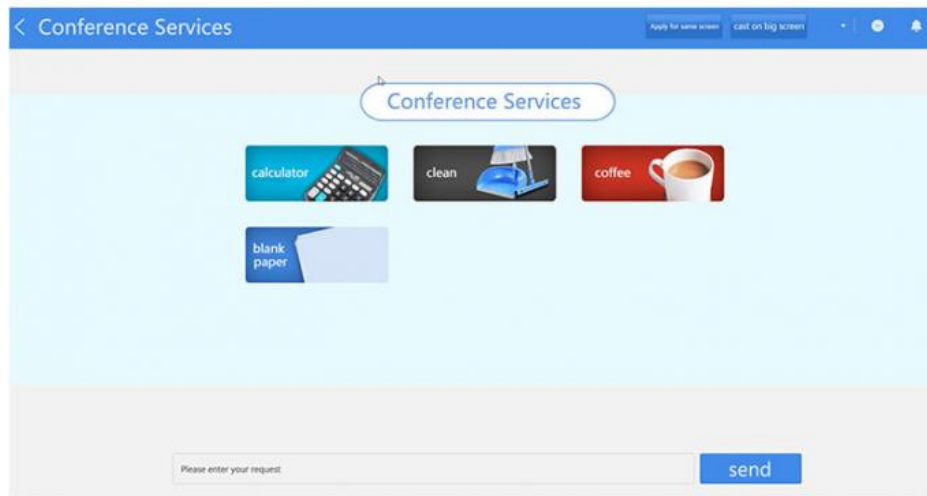 Conference Services
Apply for same screen
cast on big screen
Conference Services
calculator
clean
coffee
blank
paper
Please enter your request
send